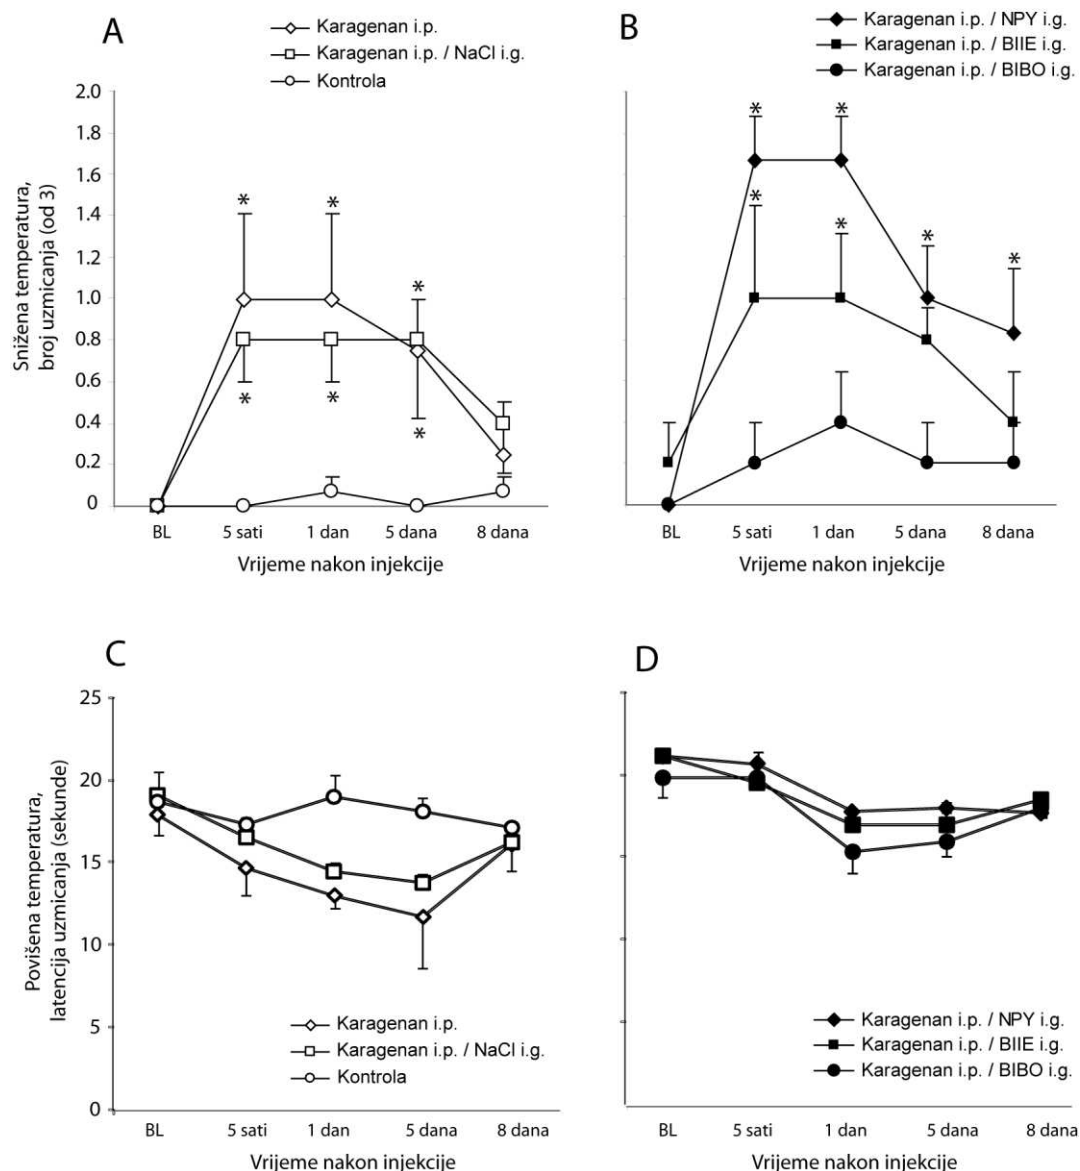 A
Karagenan i.p.
Karagenan i.p. / NaCl i.g.
Kontrola
2.0
1.8
1.6
1.4
1.2
1.0
0.8
0.6
0.4
0.2
0
Snižena temperatura,
broj uzmicanja (od 3)
* *
*
* *
*
BL 5 sati 1 dan 5 dana 8 dana
Vrijeme nakon injekcije
B
Karagenan i.p. / NPY i.g.
Karagenan i.p. / BIIE i.g.
Karagenan i.p. / BIBO i.g.
* *
*
* * *
BL 5 sati 1 dan 5 dana 8 dana
Vrijeme nakon injekcije
C
25
20
15
10
5
0
Povišena temperatura,
latencija uzmicanja (sekunde)
Karagenan i.p.
Karagenan i.p. / NaCl i.g.
Kontrola
BL 5 sati 1 dan 5 dana 8 dana
Vrijeme nakon injekcije
D
Karagenan i.p. / NPY i.g.
Karagenan i.p. / BIIE i.g.
Karagenan i.p. / BIBO i.g.
BL 5 sati 1 dan 5 dana 8 dana
Vrijeme nakon injekcije